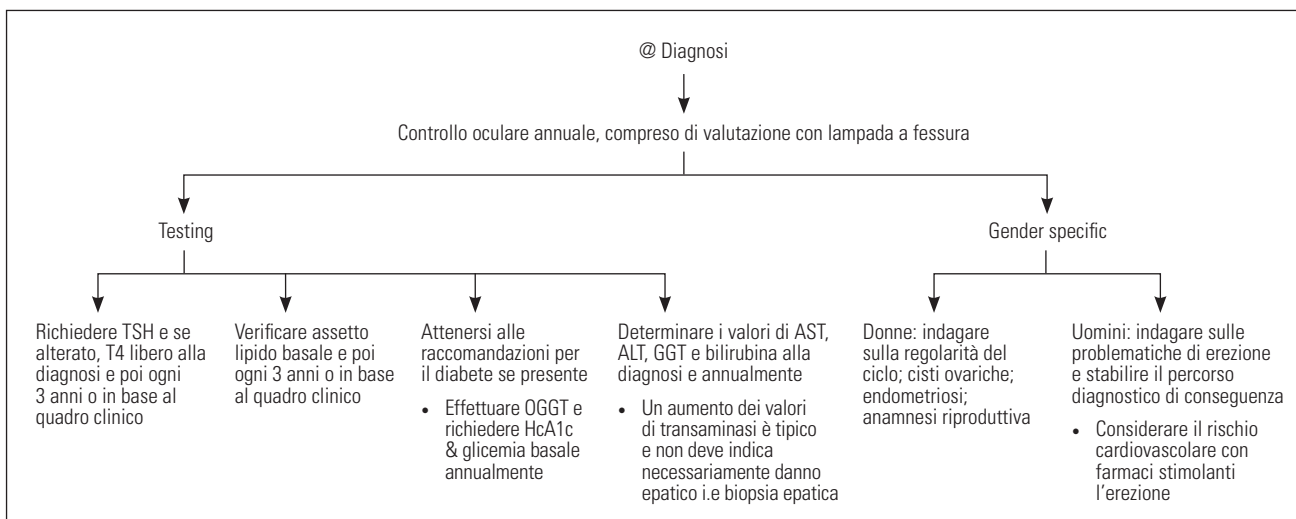 @ Diagnosi
Controllo oculare annuale, compreso di valutazione con lampada a fessura
Testing
Gender specific
Richiedere TSH e se
alterato, T4 libero alla
diagnosi e poi ogni
3 anni o in base al
quadro clinico
Verificare assetto
lipido basale e poi
ogni 3 anni o in base
al quadro clinico
Attenersi alle
raccomandazioni per
il diabete se presente
• Effettuare OGGT e
richiedere HcA1c
& glicemia basale
annualmente
Determinare i valori di AST,
ALT, GGT e bilirubina alla
diagnosi e annualmente
• Un aumento dei valori
di transaminasi è tipico
e non deve indica
necessariamente danno
epatico i.e biopsia epatica
Donne: indagare
sulla regolarità del
ciclo; cisti ovariche;
endometriosi;
anamnesi riproduttiva
Uomini: indagare sulle
problematiche di erezione
e stabilire il percorso
diagnostico di conseguenza
• Considerare il rischio
cardiovascolare con
farmaci stimolanti
l'erezione